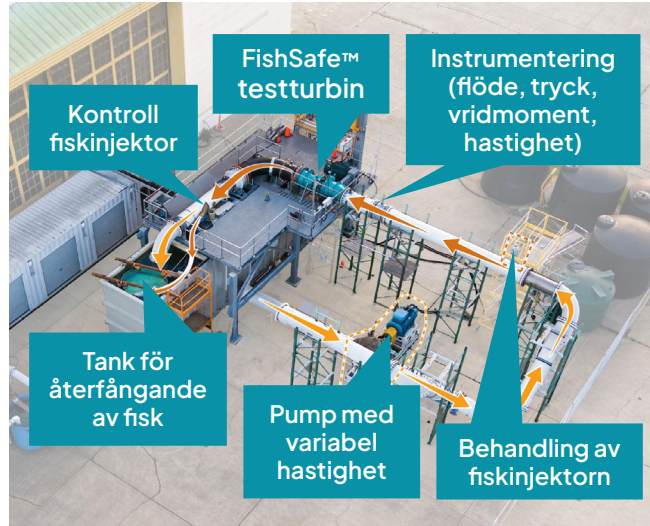 FishSafe™
testturbin
Instrumentering
(flöde, tryck,
vridmoment,
hastighet)
Kontroll
fiskinjektor
Tank för
återfångande
av fisk
Pump med
variabel
hastighet
Behandling av
fiskinjektorn